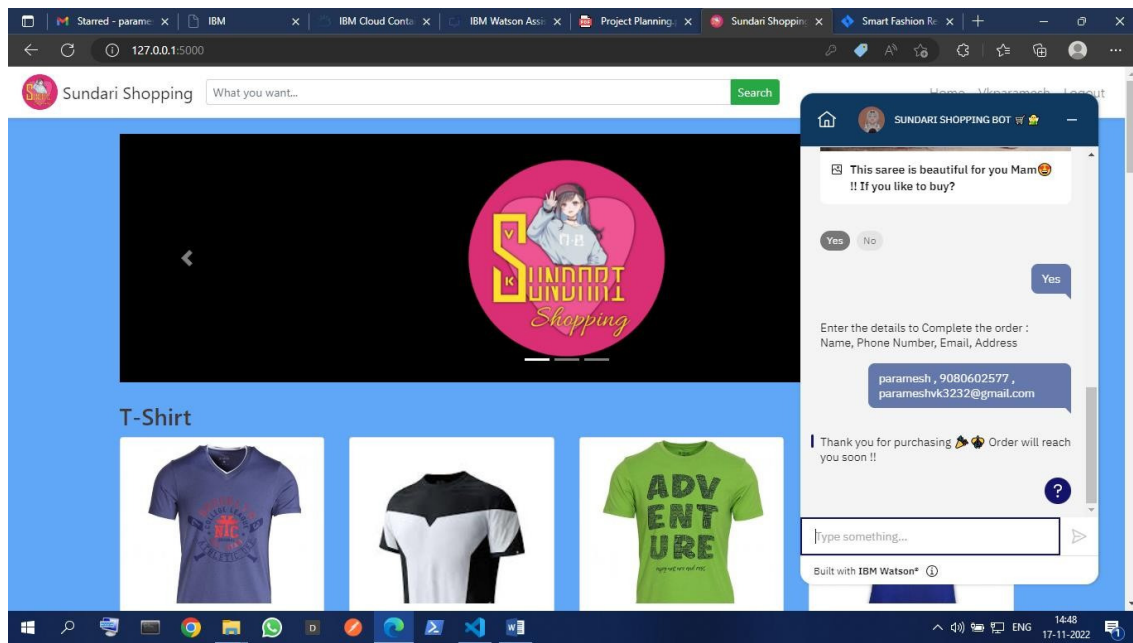 Starred - parame
IBM
IBM Cloud Conta
IBM Watson Assi
Project Planning.
Sundari Shopping
Smart Fashion Re
127.0.0.1:5000
Sundari Shopping
What you want...
Search
Home Vkparamesh Logout
SUNDARI SHOPPING BOT
This saree is beautiful for you Mam
!! If you like to buy?
Yes No
Yes
Enter the details to Complete the order :
Name, Phone Number, Email, Address
paramesh , 9080602577 ,
parameshvk3232@gmail.com
Thank you for purchasing Order will reach
you soon !!
?
Type something...
Built with IBM Watson®
V
K
SUNDARI
Shopping
T-Shirt
NYC
ADV
ENT
URE
ENG
14:48
17-11-2022